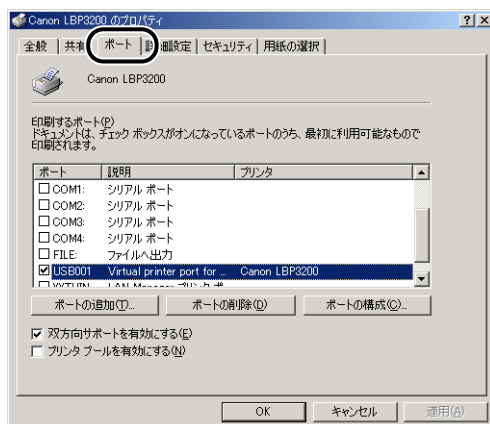 Canon LBP3200 のプロパティ
全般 共有 ポート 詳細設定 セキュリティ 用紙の選択
Canon LBP3200
印刷するポート(P)
ドキュメントは、チェック ボックスがオンになっているポートのうち、最初に利用可能なもので
印刷されます。
ポート 説明 プリンタ
COM1: シリアル ポート
COM2: シリアル ポート
COM3: シリアル ポート
COM4: シリアル ポート
FILE: ファイルへ出力
USB001 Virtual printer port for ... Canon LBP3200
ポートの追加(T)... ポートの削除(D) ポートの構成(C)...
双方向サポートを有効にする(E)
プリンタ プールを有効にする(N)
OK キャンセル 適用(A)